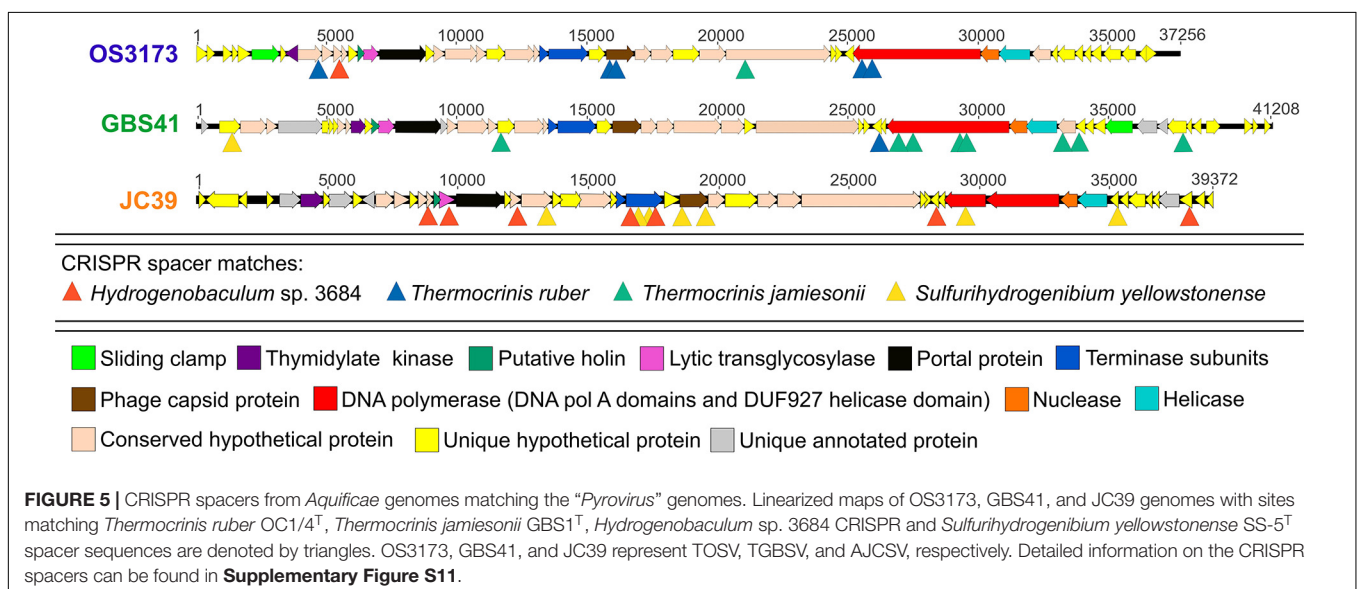 1 5000 10000 15000 20000 25000 30000 35000 37256
OS3173
1 5000 10000 15000 20000 25000 30000 35000 41208
GBS41
1 5000 10000 15000 20000 25000 30000 35000 39372
JC39
CRISPR spacer matches:
Hydrogenobaculum sp. 3684 Thermocrinis ruber Thermocrinis jamiesonii Sulfurihydrogenibium yellowstonense
Sliding clamp Thymidylate kinase Putative holin Lytic transglycosylase Portal protein Terminase subunits
Phage capsid protein DNA polymerase (DNA pol A domains and DUF927 helicase domain) Nuclease Helicase
Conserved hypothetical protein Unique hypothetical protein Unique annotated protein
FIGURE 5 | CRISPR spacers from Aquificae genomes matching the “Pyrovirus” genomes. Linearized maps of OS3173, GBS41, and JC39 genomes with sites
matching Thermocrinis ruber OC1/4ᵀ, Thermocrinis jamiesonii GBS1ᵀ, Hydrogenobaculum sp. 3684 CRISPR and Sulfurihydrogenibium yellowstonense SS-5ᵀ
spacer sequences are denoted by triangles. OS3173, GBS41, and JC39 represent TOSV, TGBSV, and AJCSV, respectively. Detailed information on the CRISPR
spacers can be found in Supplementary Figure S11.